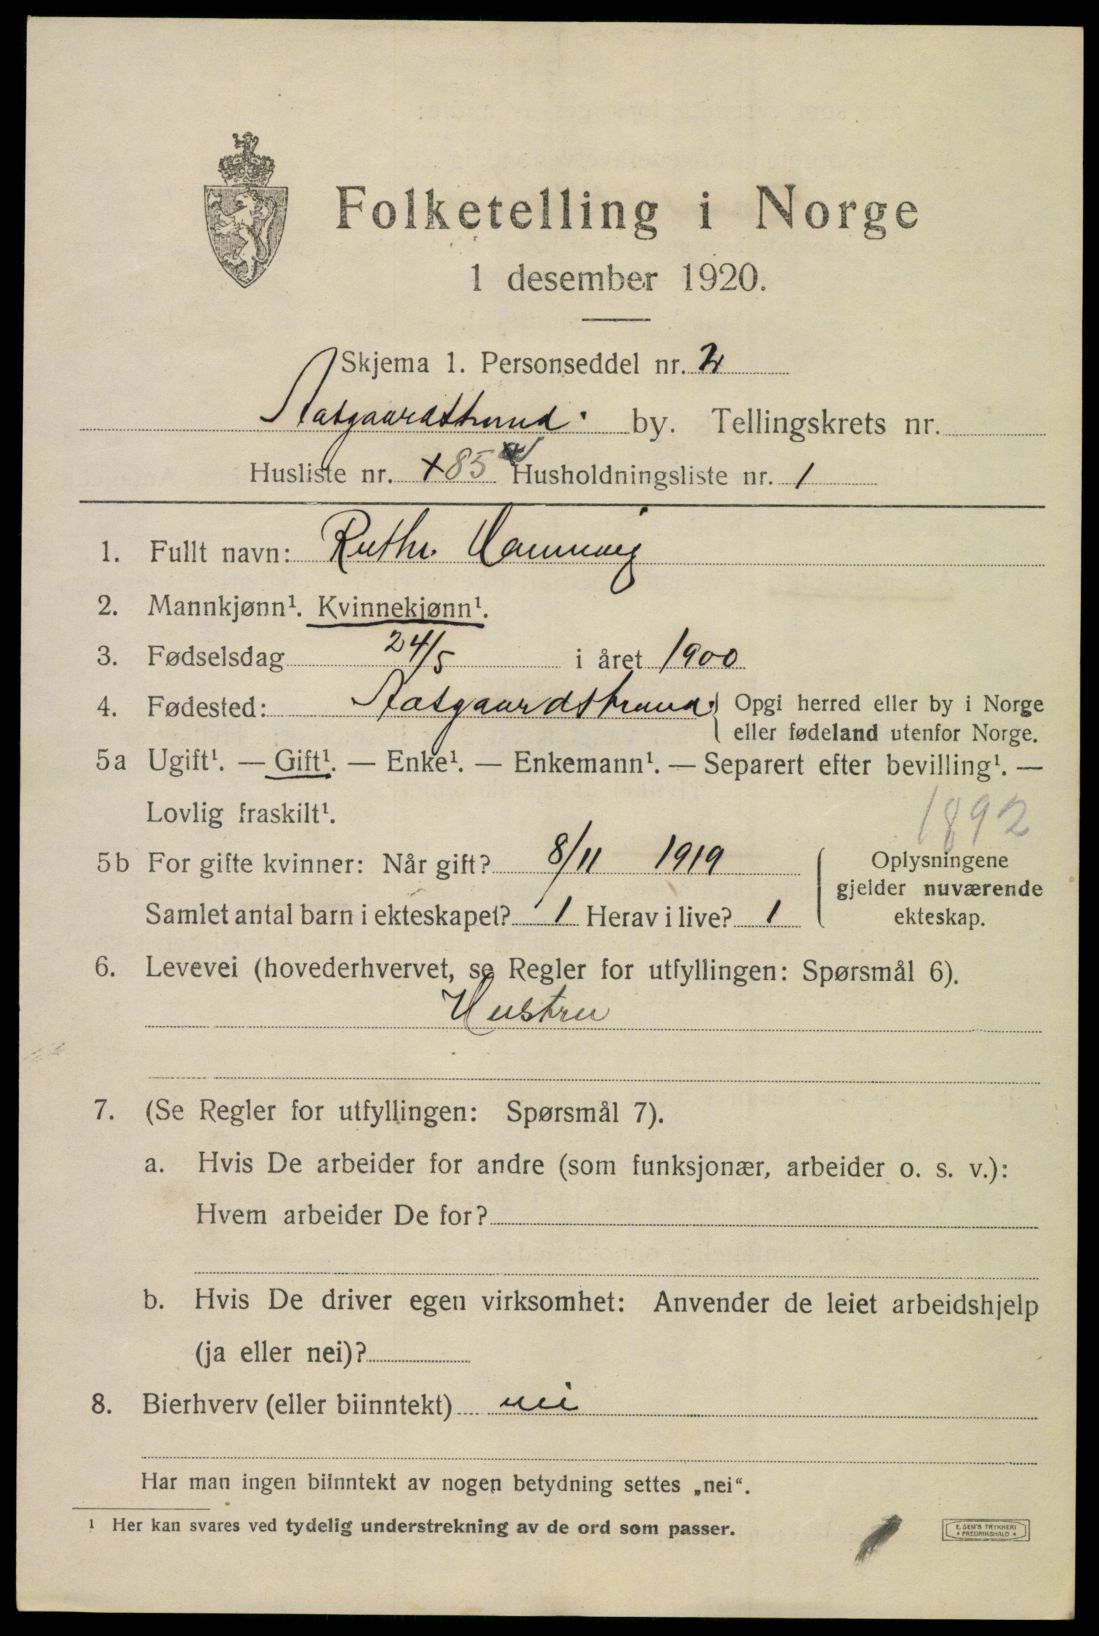 Folketelling i Norge
1 desember 1920.
Skjema 1. Personseddel nr. 2
Aasgaardstrand by. Tellingskrets nr.
Husliste nr. 85 Husholdningsliste nr. 1
1. Fullt navn: Ruth
2. Mannkjønn¹. Kvinnekjønn¹.
3. Fødselsdag 24/5 i året 1900
4. Fødested: Aasgaardstrand Opgi herred eller by i Norge
eller fødeland utenfor Norge.
5a Ugift¹. — Gift¹. — Enke¹. — Enkemann¹. — Separert efter bevilling¹. —
Lovlig fraskilt¹.
1892
5b For gifte kvinner: Når gift? 8/11 1919 Oplysningene
gjelder nuværende
Samlet antal barn i ekteskapet? 1 Herav i live? 1 ekteskap.
6. Levevei (hovederhvervet, se Regler for utfyllingen: Spørsmål 6).
Hustru
7. (Se Regler for utfyllingen: Spørsmål 7).
a. Hvis De arbeider for andre (som funksjonær, arbeider o. s. v.):
Hvem arbeider De for?
b. Hvis De driver egen virksomhet: Anvender de leiet arbeidshjelp
(ja eller nei)?
8. Bierhverv (eller biinntekt) nei
Har man ingen biinntekt av nogen betydning settes „nei“.
¹ Her kan svares ved tydelig understrekning av de ord som passer.
E. SEM'S TRYKKERI
FREDRIKSHALD